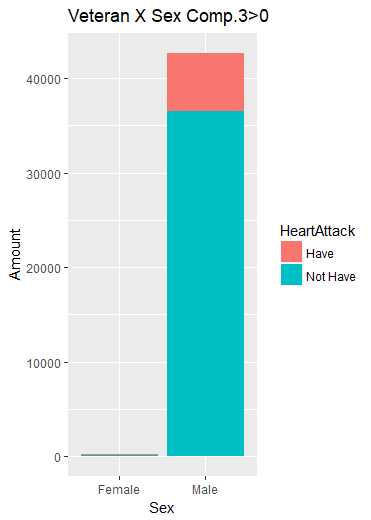 Veteran X Sex Comp.3>0
Amount
40000
30000
20000
10000
0
Female Male
Sex
HeartAttack
Have
Not Have